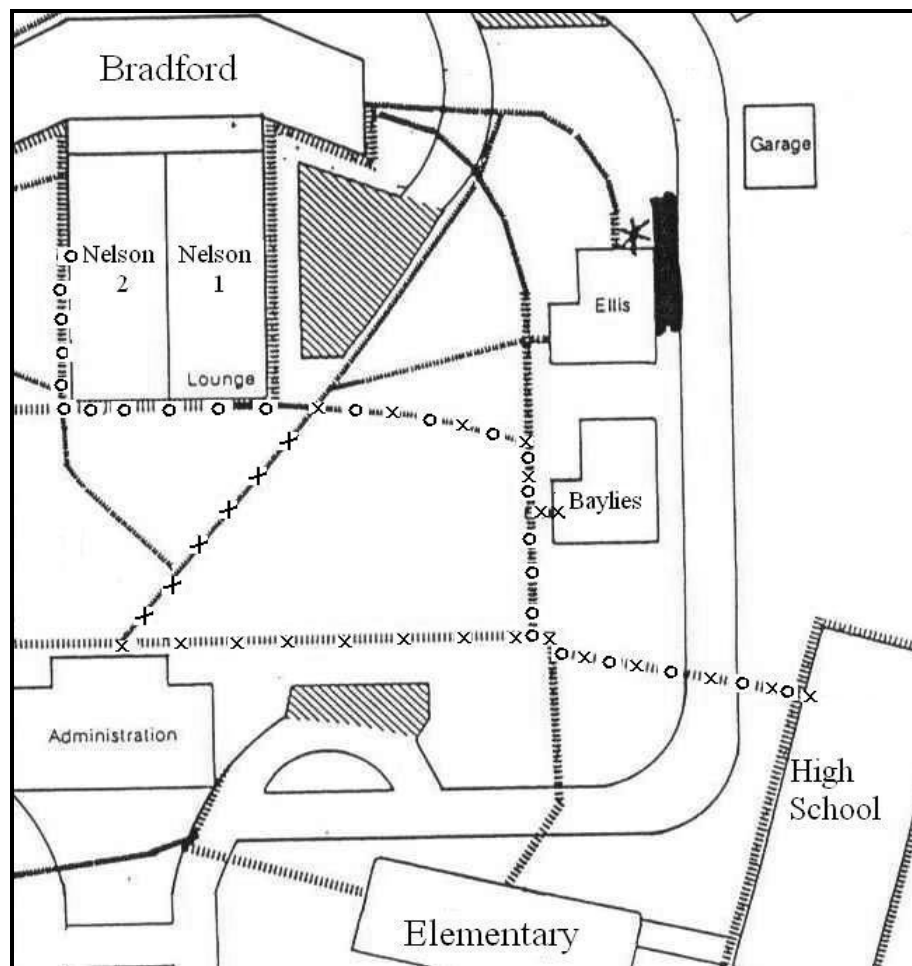 Bradford
Garage
Nelson
2
Nelson
1
Ellis
Lounge
Baylies
Administration
High
School
Elementary